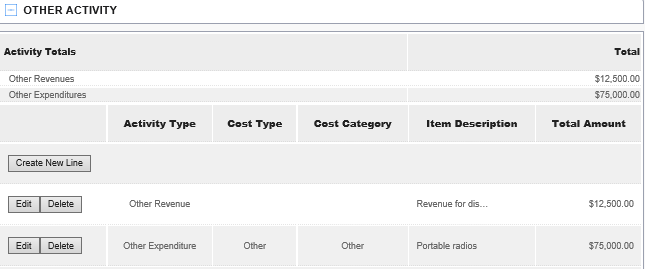 OTHER ACTIVITY
Activity Totals Total
Other Revenues $12,500.00
Other Expenditures $75,000.00
Activity Type Cost Type Cost Category Item Description Total Amount
Create New Line
Edit Delete Other Revenue Revenue for dis... $12,500.00
Edit Delete Other Expenditure Other Other Portable radios $75,000.00